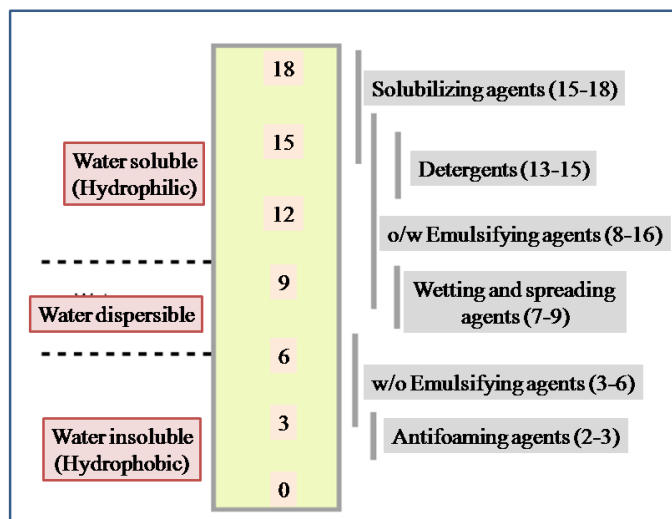 18
Solubilizing agents (15-18)
15
Water soluble
(Hydrophilic)
Detergents (13-15)
12
o/w Emulsifying agents (8-16)
9
Wetting and spreading
agents (7-9)
Water dispersible
6
w/o Emulsifying agents (3-6)
3
Water insoluble
(Hydrophobic)
Antifoaming agents (2-3)
0